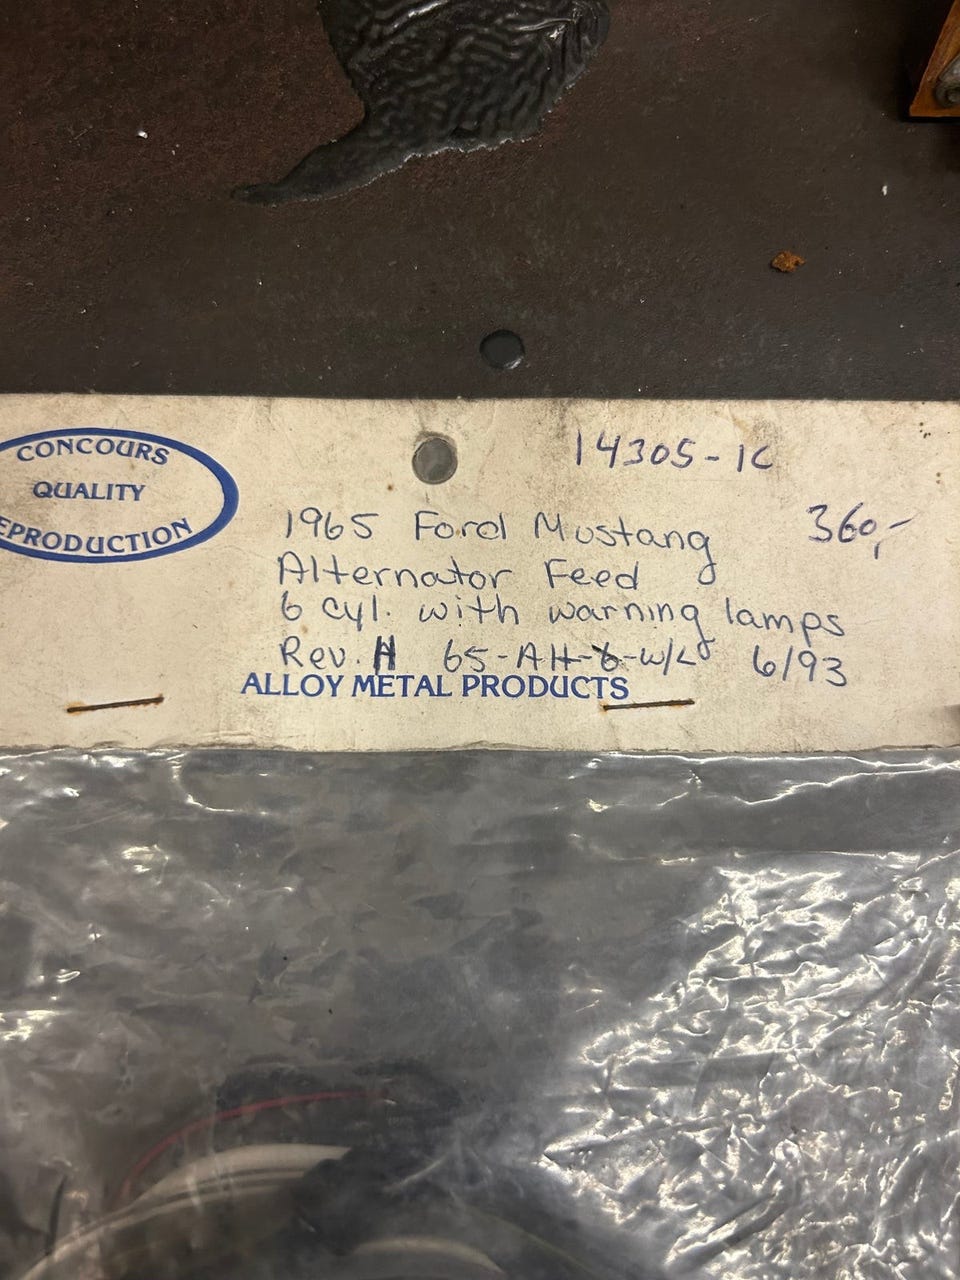 CONCOURS
QUALITY
EPRODUCTION
14305-1C
360,-
1965 Ford Mustang
Alternator Feed
6 cyl. with warning lamps
Rev. H 65-AH-6-W/L 6/93
ALLOY METAL PRODUCTS